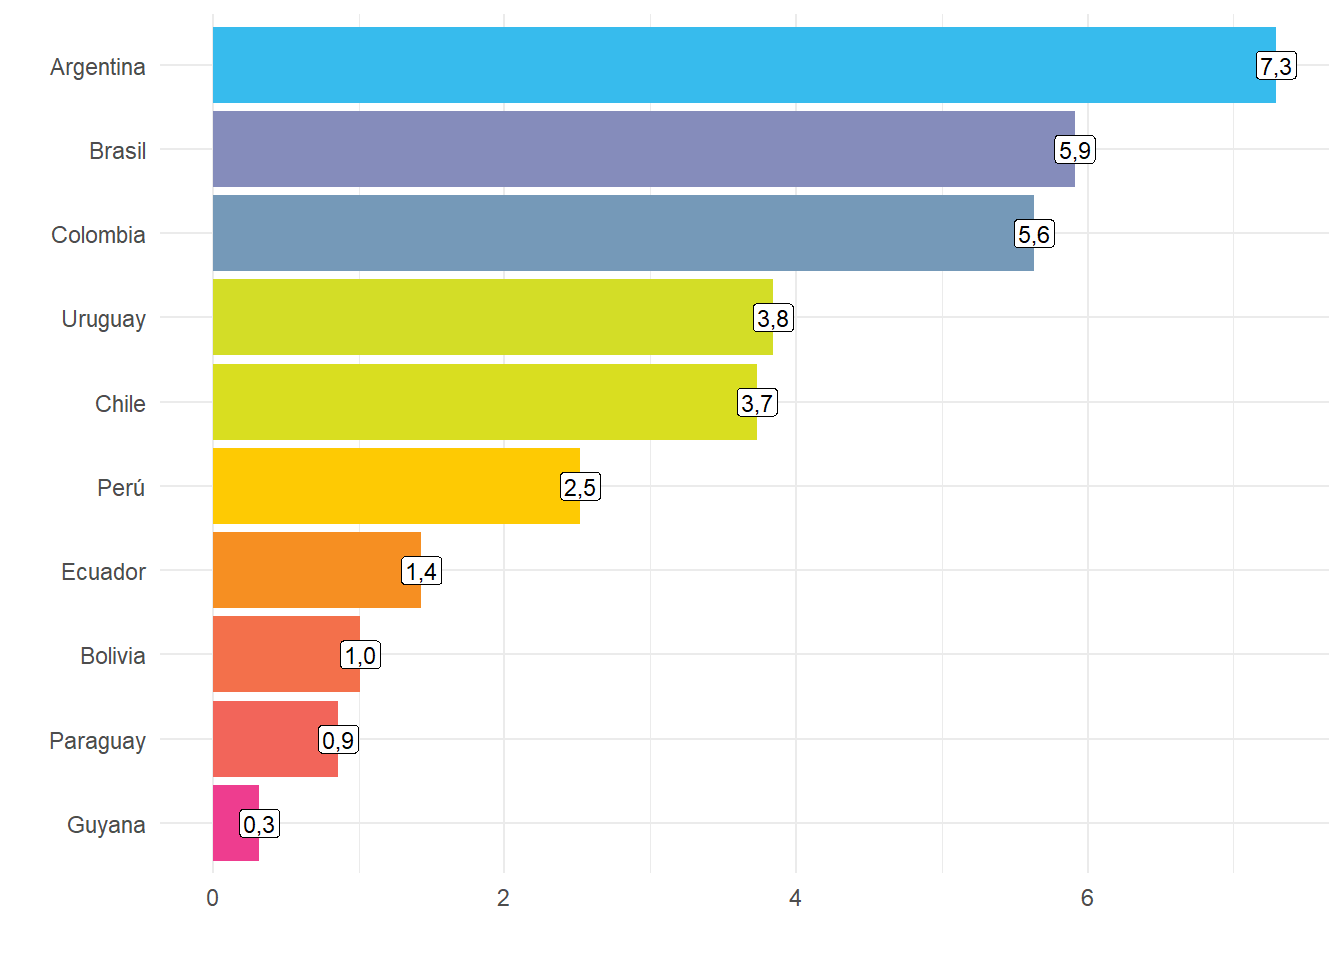 Argentina 7,3
Brasil 5,9
Colombia 5,6
Uruguay 3,8
Chile 3,7
Perú 2,5
Ecuador 1,4
Bolivia 1,0
Paraguay 0,9
Guyana 0,3
0 2 4 6